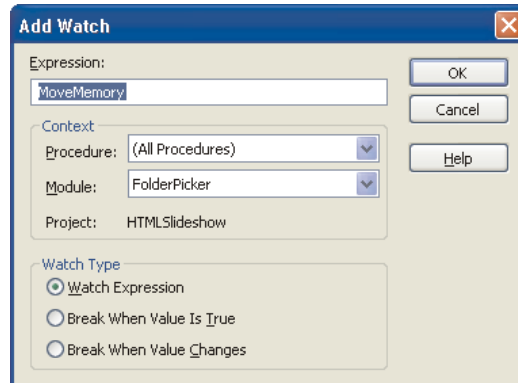 Add Watch
Expression:
MoveMemory
OK
Cancel
Help
Context
Procedure: (All Procedures)
Module: FolderPicker
Project: HTMLSlideshow
Watch Type
Watch Expression
Break When Value Is True
Break When Value Changes